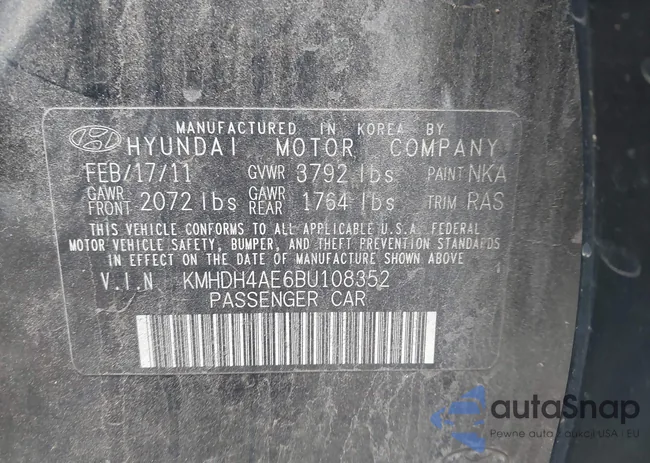 MANUFACTURED IN KOREA BY
HYUNDAI MOTOR COMPANY
FEB/17/11 GVWR 3792 lbs PAINT NKA
GAWR FRONT 2072 lbs GAWR REAR 1764 lbs TRIM RAS
THIS VEHICLE CONFORMS TO ALL APPLICABLE U.S.A. FEDERAL
MOTOR VEHICLE SAFETY, BUMPER, AND THEFT PREVENTION STANDARDS
IN EFFECT ON THE DATE OF MANUFACTURE SHOWN ABOVE
V.I.N KMHDH4AE6BU108352
PASSENGER CAR
autaSnap
Pewne auto z aukcji USA - EU